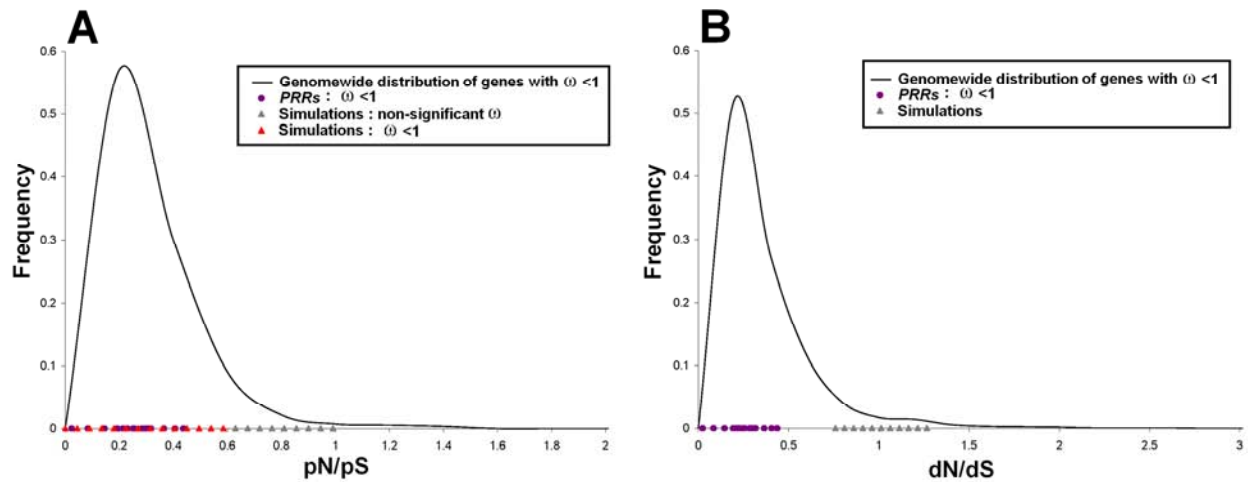 A
0.6
0.5
0.4
0.3
0.2
0.1
0
Frequency
Genomewide distribution of genes with ω <1
PRRs : ω <1
Simulations : non-significant ω
Simulations : ω <1
0 0.2 0.4 0.6 0.8 1 1.2 1.4 1.6 1.8 2
pN/pS
B
0.6
0.5
0.4
0.3
0.2
0.1
0
Frequency
Genomewide distribution of genes with ω <1
PRRs : ω <1
Simulations
0 0.5 1 1.5 2 2.5 3
dN/dS